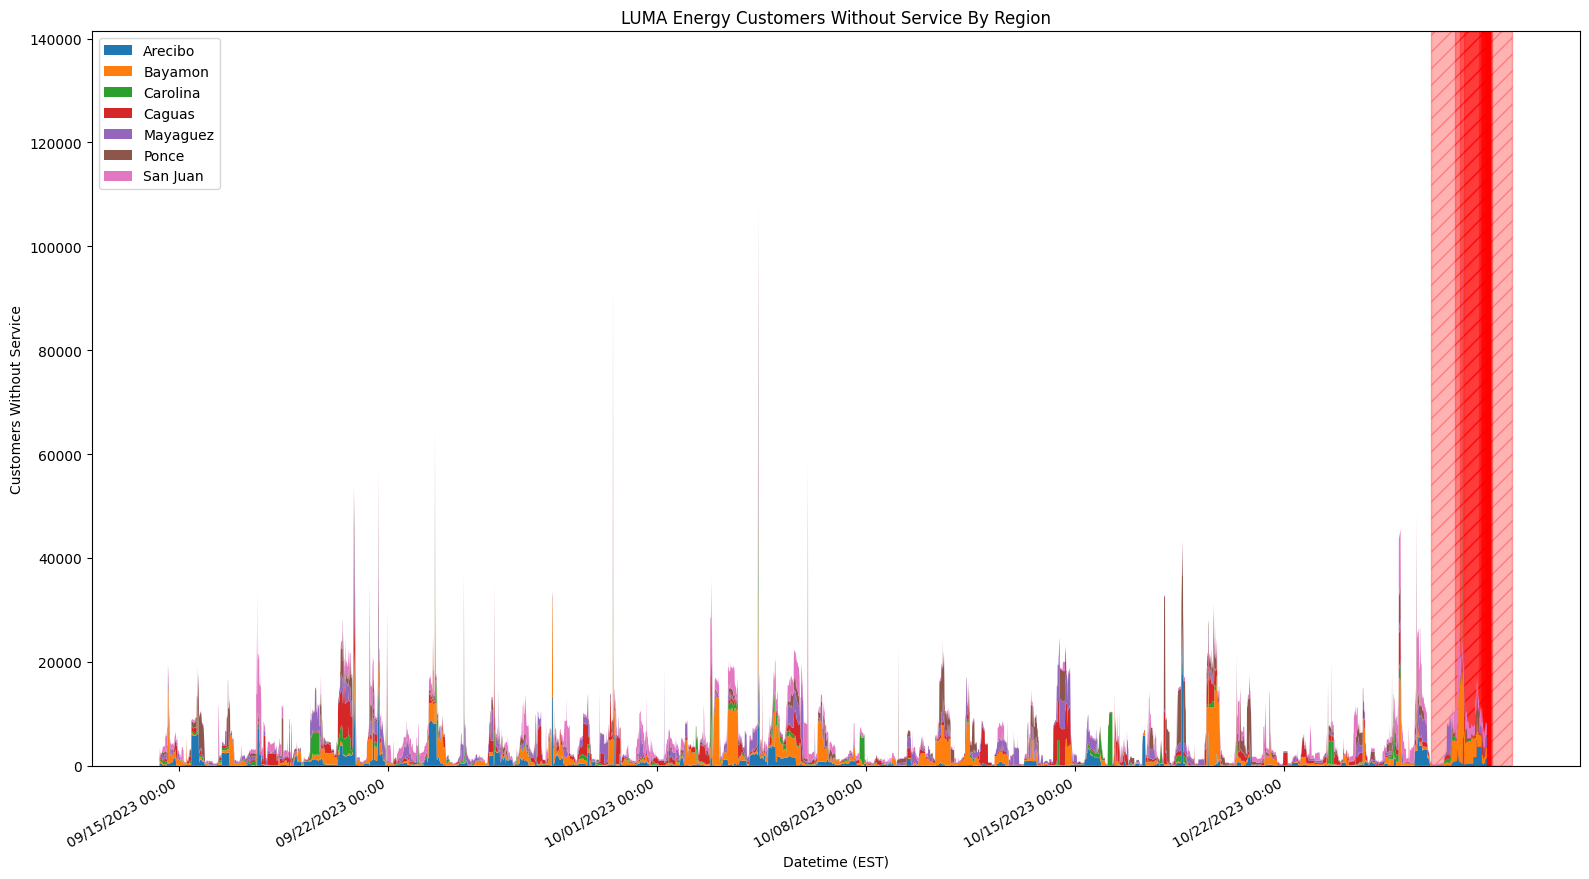 LUMA Energy Customers Without Service By Region
140000
120000
100000
80000
60000
40000
20000
0
Customers Without Service
Arecibo
Bayamon
Carolina
Caguas
Mayaguez
Ponce
San Juan
09/15/2023 00:00
09/22/2023 00:00
10/01/2023 00:00
10/08/2023 00:00
10/15/2023 00:00
10/22/2023 00:00
Datetime (EST)